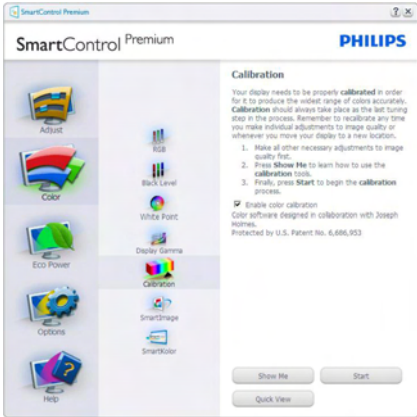 SmartControl Premium
SmartControl Premium
PHILIPS
Adjust
Color
Eco Power
Options
Help
RGB
Black Level
White Point
Display Gamma
Calibration
SmartImage
SmartKolor
Calibration
Your display needs to be properly calibrated in order
for it to produce the widest range of colors accurately.
Calibration should always take place as the last tuning
step in the process. Remember to recalibrate any time
you make individual adjustments to image quality or
whenever you move your display to a new location.
1. Make all other necessary adjustments to image
quality first.
2. Press Show Me to learn how to use the
calibration tools.
3. Finally, press Start to begin the calibration
process.
Enable color calibration
Color software designed in collaboration with Joseph
Holmes.
Protected by U.S. Patent No. 6,686,953
Show Me
Start
Quick View